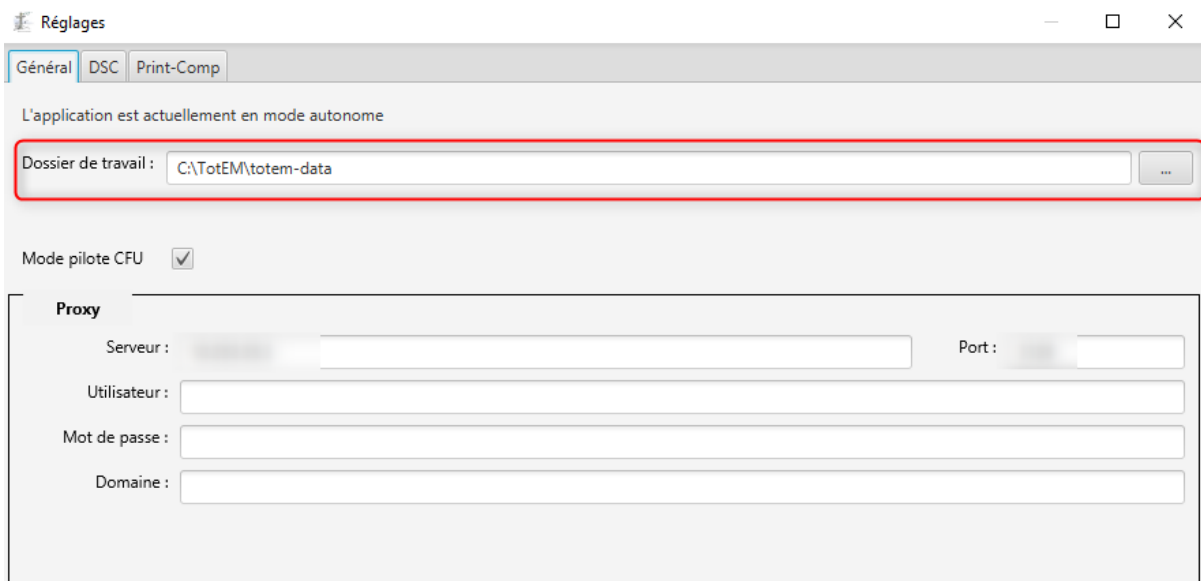 Réglages
Général DSC Print-Comp
L'application est actuellement en mode autonome
Dossier de travail : C:\TotEM\totem-data ...
Mode pilote CFU
Proxy
Serveur : Port :
Utilisateur :
Mot de passe :
Domaine :